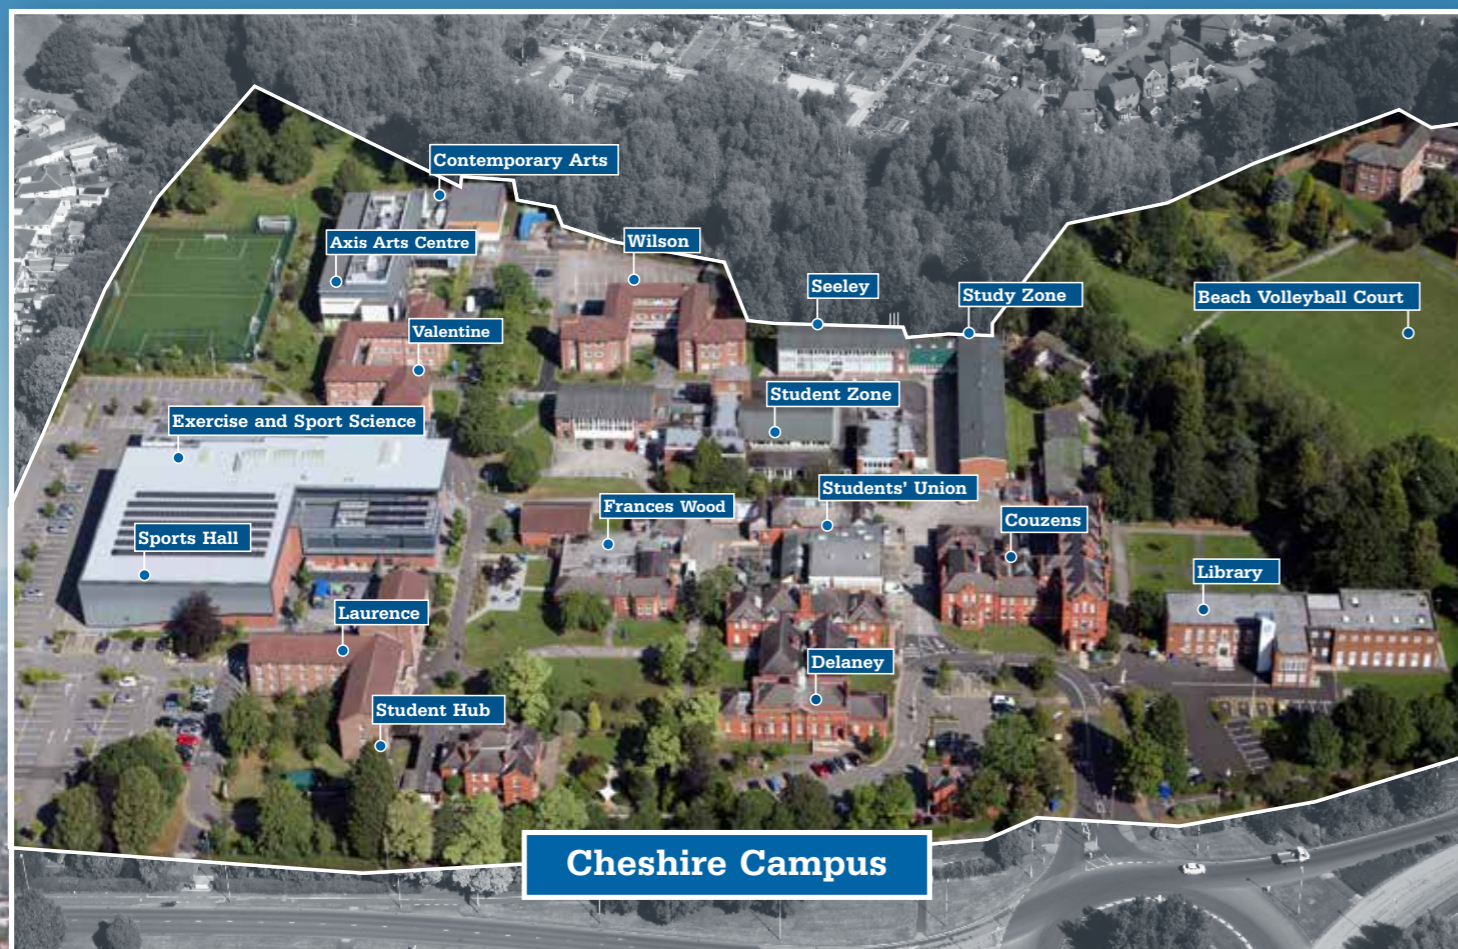 Contemporary Arts
Axis Arts Centre
Wilson
Seeley
Study Zone
Beach Volleyball Court
Valentine
Student Zone
Exercise and Sport Science
Students' Union
Frances Wood
Couzens
Sports Hall
Library
Laurence
Delaney
Student Hub
Cheshire Campus